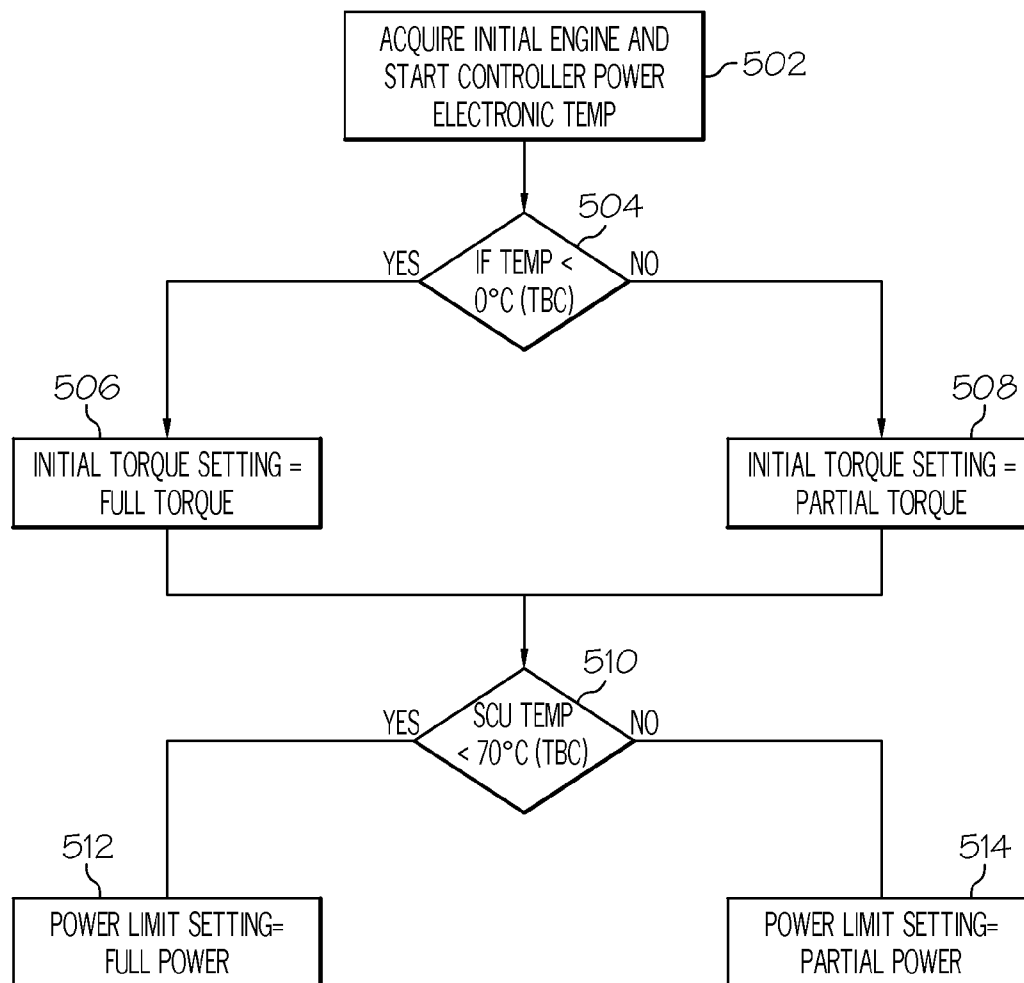 ACQUIRE INITIAL ENGINE AND
START CONTROLLER POWER
ELECTRONIC TEMP
502
504
YES
IF TEMP <
0°C (TBC)
NO
506
508
INITIAL TORQUE SETTING =
FULL TORQUE
INITIAL TORQUE SETTING =
PARTIAL TORQUE
510
YES
SCU TEMP
< 70°C (TBC)
NO
512
514
POWER LIMIT SETTING=
FULL POWER
POWER LIMIT SETTING=
PARTIAL POWER